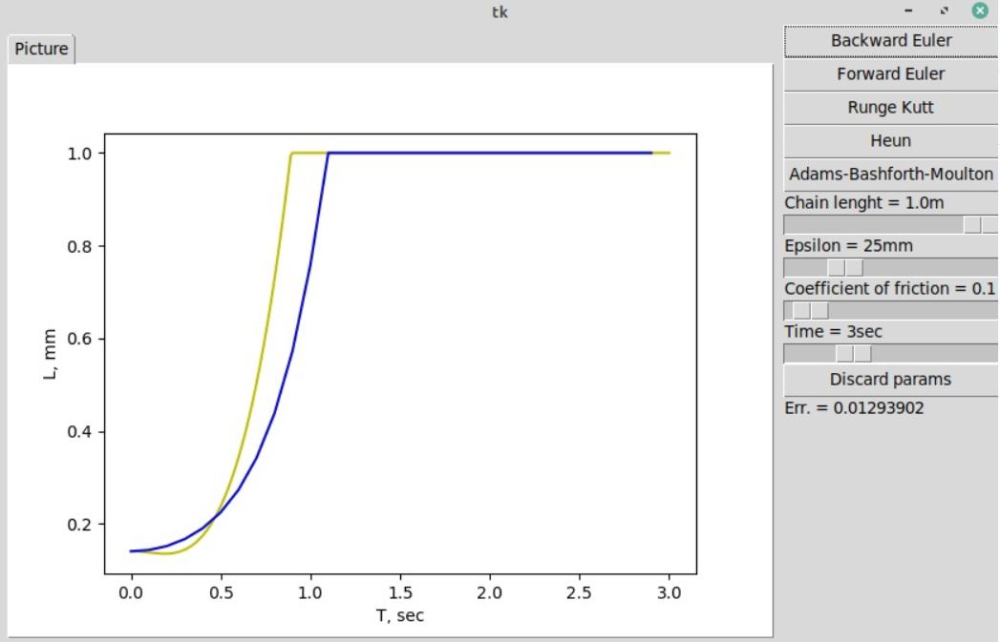 tk
Picture
Backward Euler
Forward Euler
Runge Kutt
Heun
Adams-Bashforth-Moulton
Chain lenght = 1.0m
Epsilon = 25mm
Coefficient of friction = 0.1
Time = 3sec
Discard params
Err. = 0.01293902
1.0
0.8
0.6
0.4
0.2
L, mm
0.0 0.5 1.0 1.5 2.0 2.5 3.0
T, sec